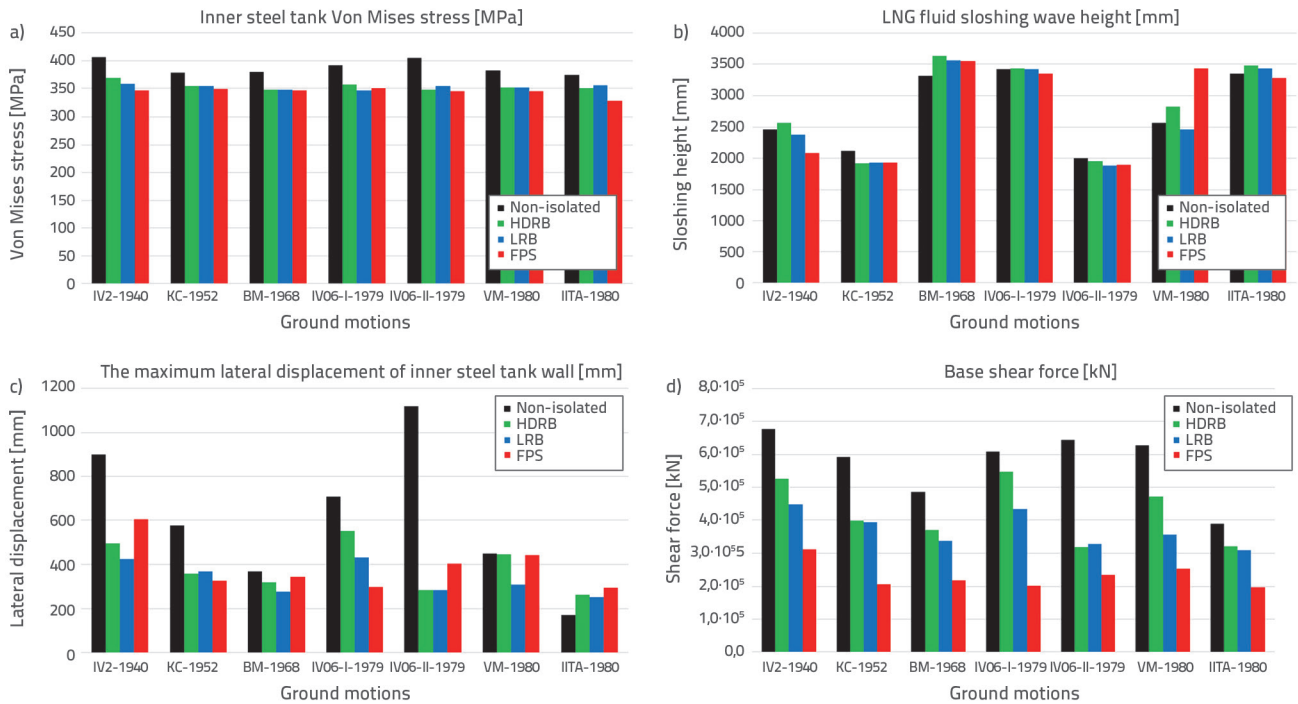 a)
Inner steel tank Von Mises stress [MPa]
Von Mises stress [MPa]
450
400
350
300
250
200
150
100
50
0
Non-isolated
HDRB
LRB
FPS
IV2-1940 KC-1952 BM-1968 IV06-I-1979 IV06-II-1979 VM-1980 IITA-1980
Ground motions
b)
LNG fluid sloshing wave height [mm]
Sloshing height [mm]
4000
3500
3000
2500
2000
1500
1000
500
0
Non-isolated
HDRB
LRB
FPS
IV2-1940 KC-1952 BM-1968 IV06-I-1979 IV06-II-1979 VM-1980 IITA-1980
Ground motions
c)
The maximum lateral displacement of inner steel tank wall [mm]
Lateral displacement [mm]
1200
1000
800
600
400
200
0
Non-isolated
HDRB
LRB
FPS
IV2-1940 KC-1952 BM-1968 IV06-I-1979 IV06-II-1979 VM-1980 IITA-1980
Ground motions
d)
Base shear force [kN]
Shear force [kN]
8,0·10⁵
7,0·10⁵
6,0·10⁵
5,0·10⁵
4,0·10⁵
3,0·10⁵5
2,0·10⁵
1,0·10⁵
0,0
Non-isolated
HDRB
LRB
FPS
IV2-1940 KC-1952 BM-1968 IV06-I-1979 IV06-II-1979 VM-1980 IITA-1980
Ground motions